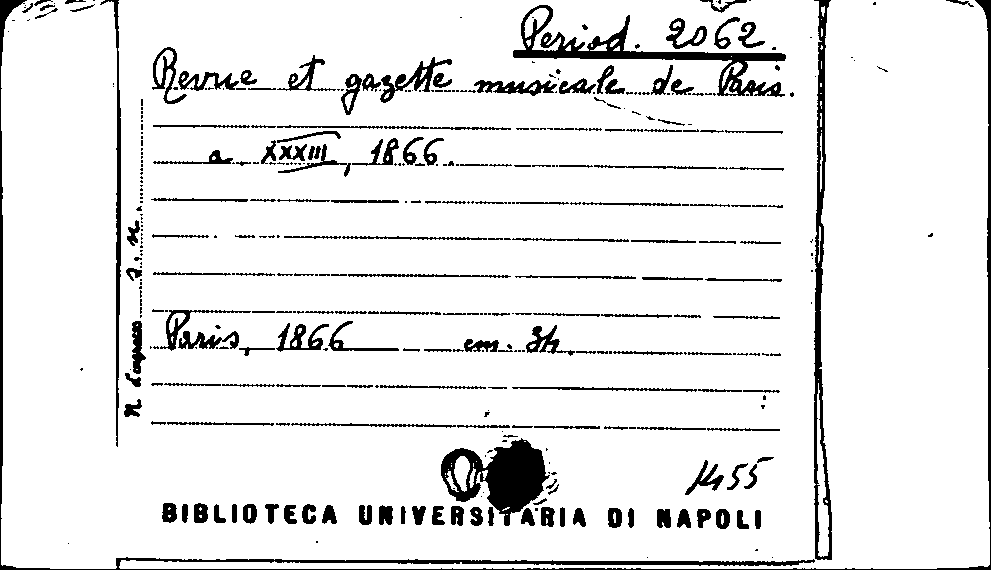 Period. 2062.
Revue et gazette musicale de Paris.
a. XXXIII, 1866.
Paris, 1866 cm. 34.
N. d'ingresso s. n.
1455
BIBLIOTECA UNIVERSITARIA DI NAPOLI